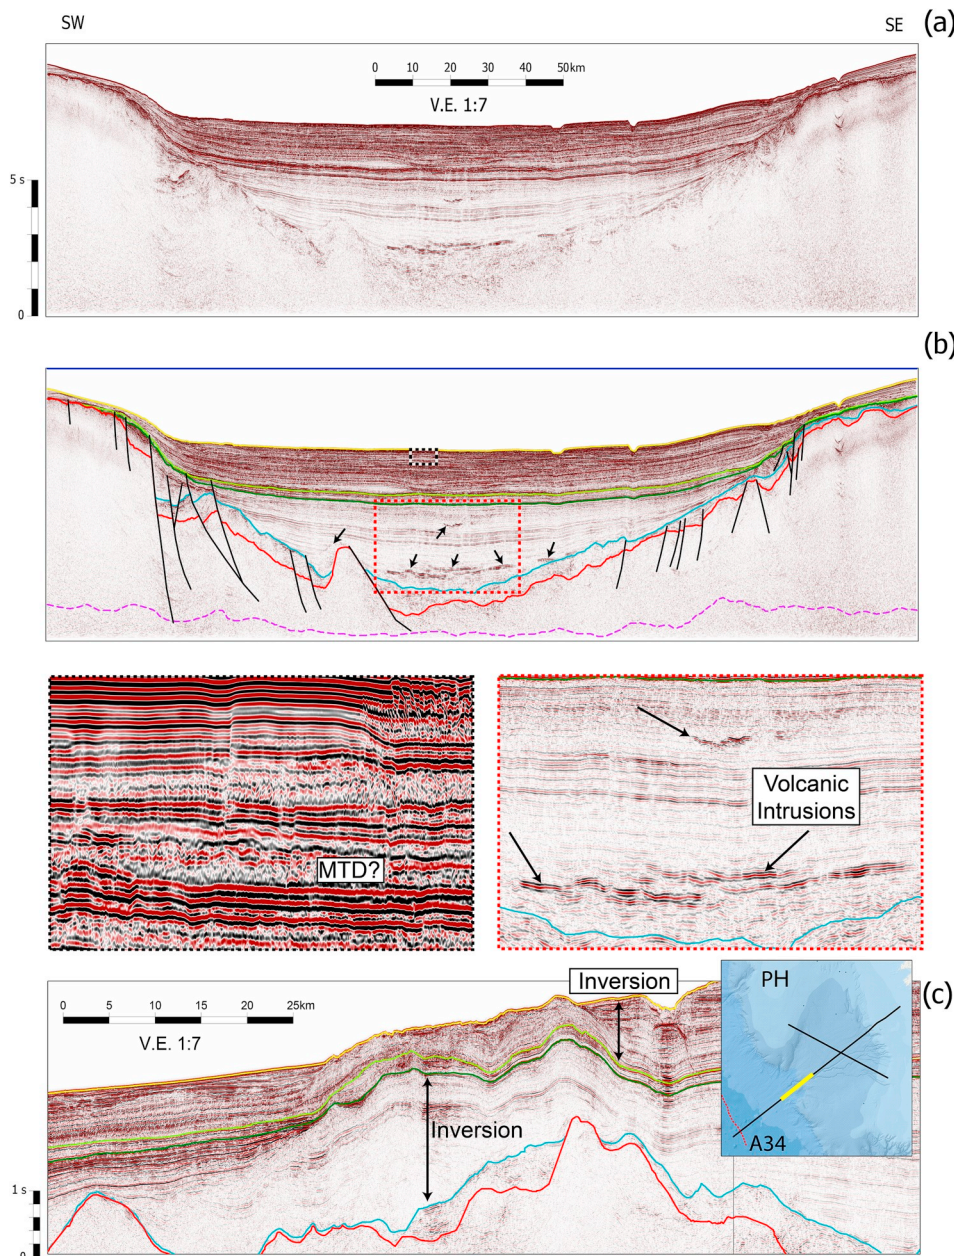 SW
SE
(a)
0 10 20 30 40 50km
V.E. 1:7
5 s
0
(b)
MTD?
Volcanic
Intrusions
(c)
Inversion
PH
0 5 10 15 20 25km
V.E. 1:7
Inversion
A34
1 s
0